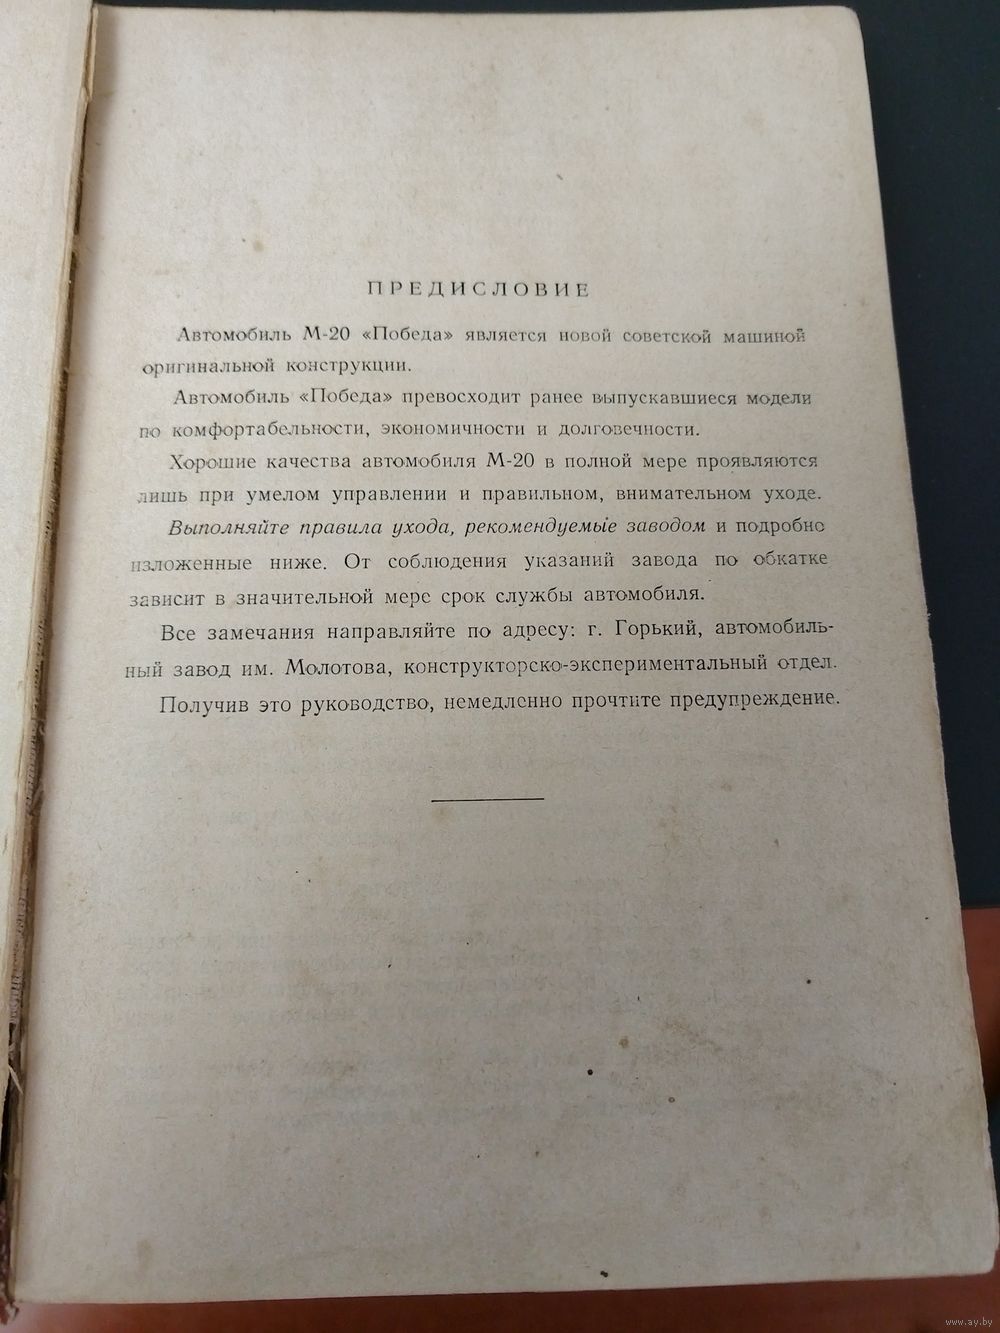 ПРЕДИСЛОВИЕ
Автомобиль М-20 «Победа» является новой советской машиной
оригинальной конструкции.
Автомобиль «Победа» превосходит ранее выпускавшиеся модели
по комфортабельности, экономичности и долговечности.
Хорошие качества автомобиля М-20 в полной мере проявляются
лишь при умелом управлении и правильном, внимательном уходе.
Выполняйте правила ухода, рекомендуемые заводом и подробно
изложенные ниже. От соблюдения указаний завода по обкатке
зависит в значительной мере срок службы автомобиля.
Все замечания направляйте по адресу: г. Горький, автомобиль-
ный завод им. Молотова, конструкторско-экспериментальный отдел.
Получив это руководство, немедленно прочтите предупреждение.
www.ay.by